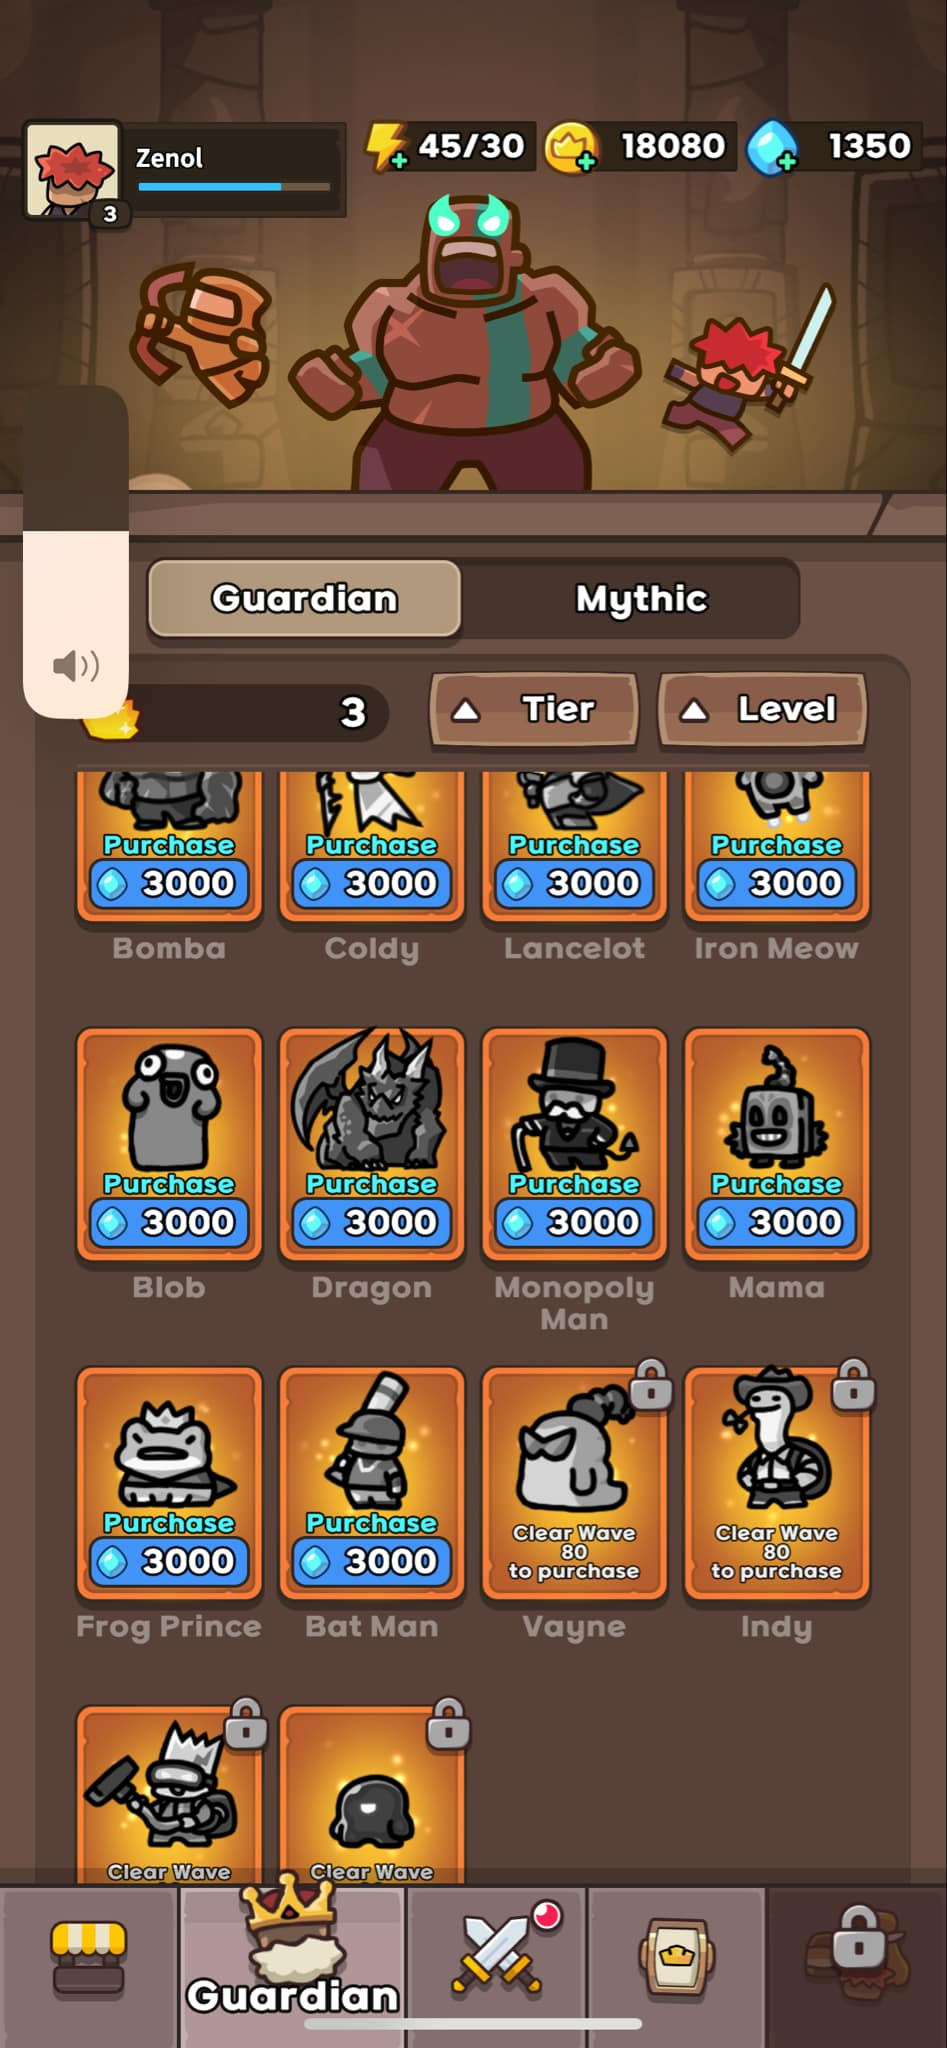 Zenol
3
45/30
18080
1350
Guardian
Mythic
3
Tier
Level
Purchase
3000
Purchase
3000
Purchase
3000
Purchase
3000
Bomba
Coldy
Lancelot
Iron Meow
Purchase
3000
Purchase
3000
Purchase
3000
Purchase
3000
Blob
Dragon
Monopoly
Man
Mama
Purchase
3000
Purchase
3000
Clear Wave
80
to purchase
Clear Wave
80
to purchase
Frog Prince
Bat Man
Vayne
Indy
Clear Wave
Clear Wave
Guardian